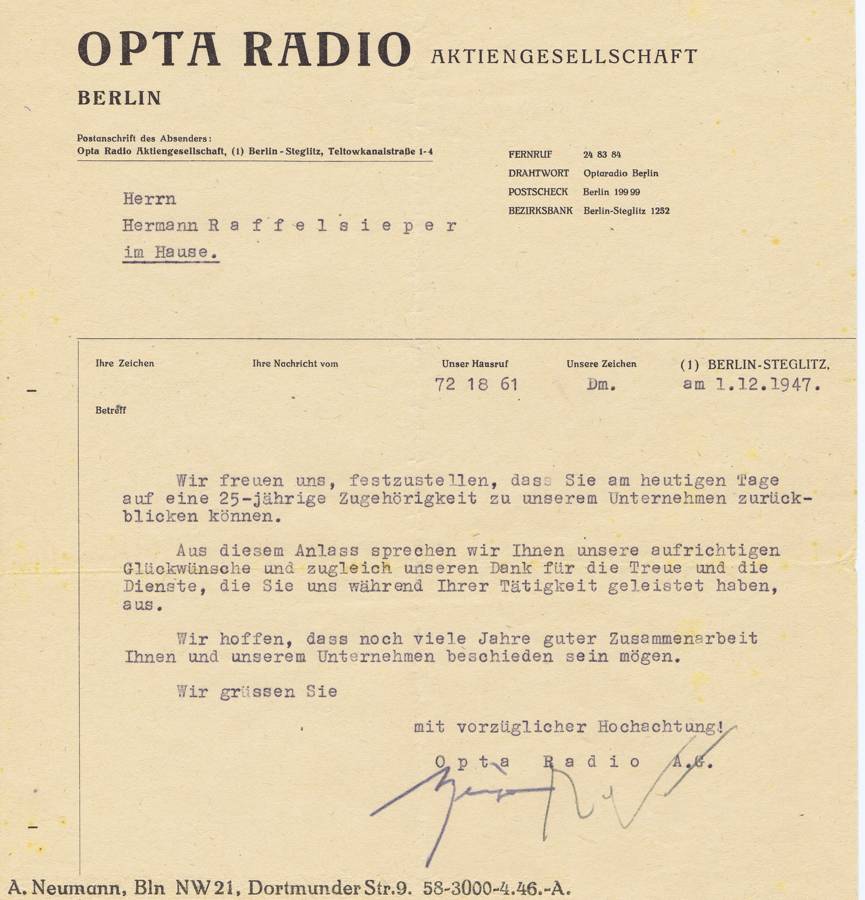 OPTA RADIO AKTIENGESELLSCHAFT
BERLIN
Postanschrift des Absenders:
Opta Radio Aktiengesellschaft, (1) Berlin-Steglitz, Teltowkanalstraße 1-4
FERNRUF 24 83 84
DRAHTWORT Optaradio Berlin
POSTSCHECK Berlin 199 99
BEZIRKSBANK Berlin-Steglitz 1252
Herrn
Hermann R a f f e l s i e p e r
im Hause.
Ihre Zeichen Ihre Nachricht vom Unser Hausruf Unsere Zeichen (1) BERLIN-STEGLITZ,
72 18 61 Dm. am 1.12.1947.
Betreff
Wir freuen uns, festzustellen, dass Sie am heutigen Tage
auf eine 25-jährige Zugehörigkeit zu unserem Unternehmen zurück-
blicken können.
Aus diesem Anlass sprechen wir Ihnen unsere aufrichtigen
Glückwünsche und zugleich unseren Dank für die Treue und die
Dienste, die Sie uns während Ihrer Tätigkeit geleistet haben,
aus.
Wir hoffen, dass noch viele Jahre guter Zusammenarbeit
Ihnen und unserem Unternehmen beschieden sein mögen.
Wir grüssen Sie
mit vorzüglicher Hochachtung!
O p t a R a d i o A.G.
A. Neumann, Bln NW21, Dortmunder Str.9. 58-3000-4.46.-A.